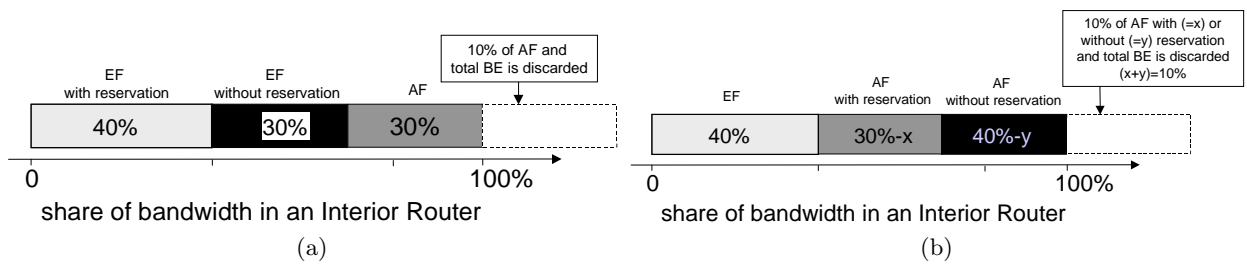 10% of AF and
total BE is discarded
EF
with reservation
EF
without reservation
AF
40%
30%
30%
0
100%
share of bandwidth in an Interior Router
(a)
10% of AF with (=x) or
without (=y) reservation
and total BE is discarded
(x+y)=10%
EF
AF
with reservation
AF
without reservation
40%
30%-x
40%-y
0
100%
share of bandwidth in an Interior Router
(b)